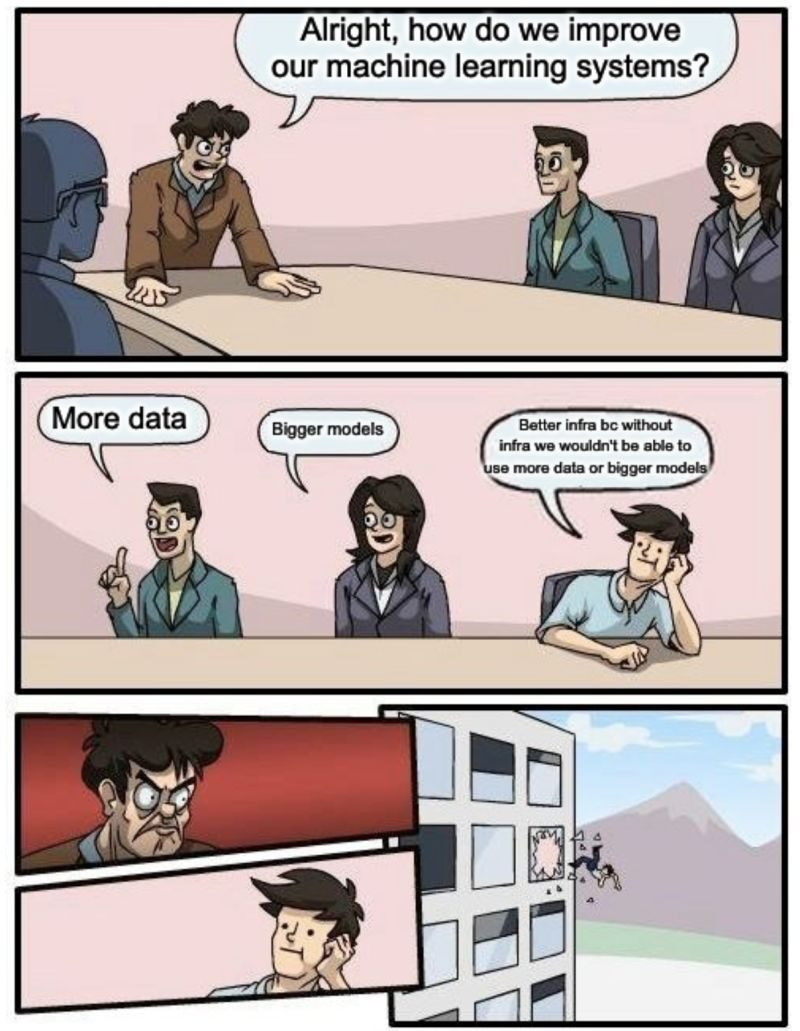 Alright, how do we improve
our machine learning systems?
More data
Bigger models
Better infra bc without
infra we wouldn't be able to
use more data or bigger models